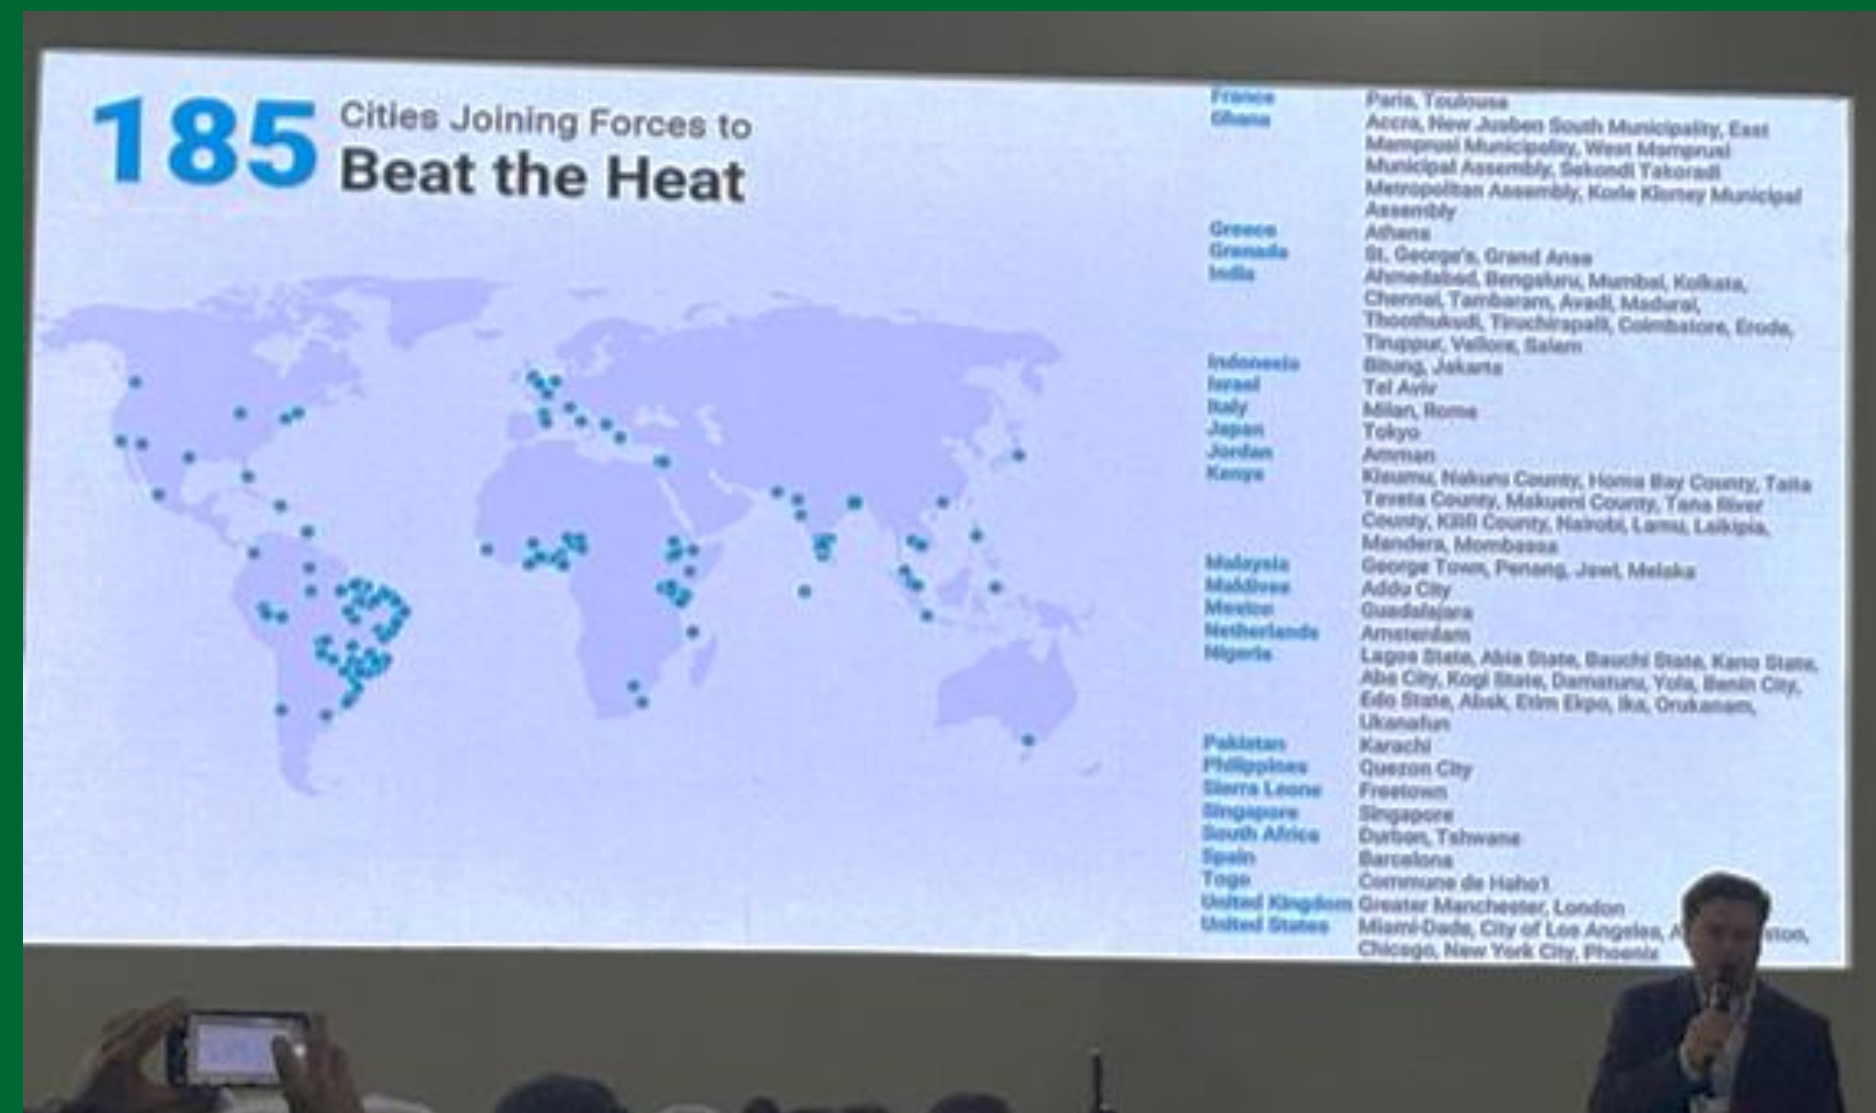 185 Cities Joining Forces to
Beat the Heat
France Paris, Toulouse
Ghana Accra, New Juaben South Municipality, East
Mamprusi Municipality, West Mamprusi
Municipal Assembly, Sekondi Takoradi
Metropolitan Assembly, Korle Klottey Municipal
Assembly
Greece Athens
Grenada St. George's, Grand Anse
India Ahmedabad, Bengaluru, Mumbai, Kolkata,
Chennai, Tambaram, Avadi, Madurai,
Thoothukudi, Tiruchirapalli, Coimbatore, Erode,
Tiruppur, Vellore, Salem
Indonesia Bitung, Jakarta
Israel Tel Aviv
Italy Milan, Rome
Japan Tokyo
Jordan Amman
Kenya Kisumu, Nakuru County, Homa Bay County, Taita
Taveta County, Makueni County, Tana River
County, Kilifi County, Nairobi, Lamu, Laikipia,
Mandera, Mombassa
Malaysia George Town, Penang, Jawi, Melaka
Maldives Addu City
Mexico Guadalajara
Netherlands Amsterdam
Nigeria Lagos State, Abia State, Bauchi State, Kano State,
Aba City, Kogi State, Damaturu, Yola, Benin City,
Edo State, Abak, Etim Ekpo, Ika, Orukanam,
Ukanafun
Pakistan Karachi
Philippines Quezon City
Sierra Leone Freetown
Singapore Singapore
South Africa Durban, Tshwane
Spain Barcelona
Togo Commune de Haho1
United Kingdom Greater Manchester, London
United States Miami-Dade, City of Los Angeles,
Chicago, New York City, Phoenix